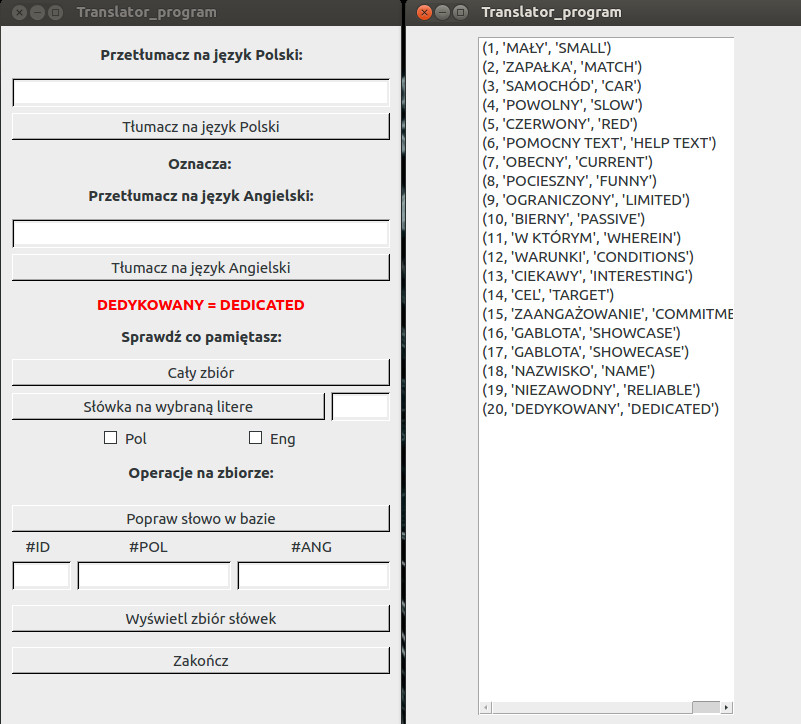 Translator_program
Przetłumacz na język Polski:
Tłumacz na język Polski
Oznacza:
Przetłumacz na język Angielski:
Tłumacz na język Angielski
DEDYKOWANY = DEDICATED
Sprawdź co pamiętasz:
Cały zbiór
Słówka na wybraną litere
Pol Eng
Operacje na zbiorze:
Popraw słowo w bazie
#ID #POL #ANG
Wyświetl zbiór słówek
Zakończ
Translator_program
(1, 'MAŁY', 'SMALL')
(2, 'ZAPAŁKA', 'MATCH')
(3, 'SAMOCHÓD', 'CAR')
(4, 'POWOLNY', 'SLOW')
(5, 'CZERWONY', 'RED')
(6, 'POMOCNY TEXT', 'HELP TEXT')
(7, 'OBECNY', 'CURRENT')
(8, 'POCIESZNY', 'FUNNY')
(9, 'OGRANICZONY', 'LIMITED')
(10, 'BIERNY', 'PASSIVE')
(11, 'W KTÓRYM', 'WHEREIN')
(12, 'WARUNKI', 'CONDITIONS')
(13, 'CIEKAWY', 'INTERESTING')
(14, 'CEL', 'TARGET')
(15, 'ZAANGAŻOWANIE', 'COMMITME
(16, 'GABLOTA', 'SHOWCASE')
(17, 'GABLOTA', 'SHOWECASE')
(18, 'NAZWISKO', 'NAME')
(19, 'NIEZAWODNY', 'RELIABLE')
(20, 'DEDYKOWANY', 'DEDICATED')